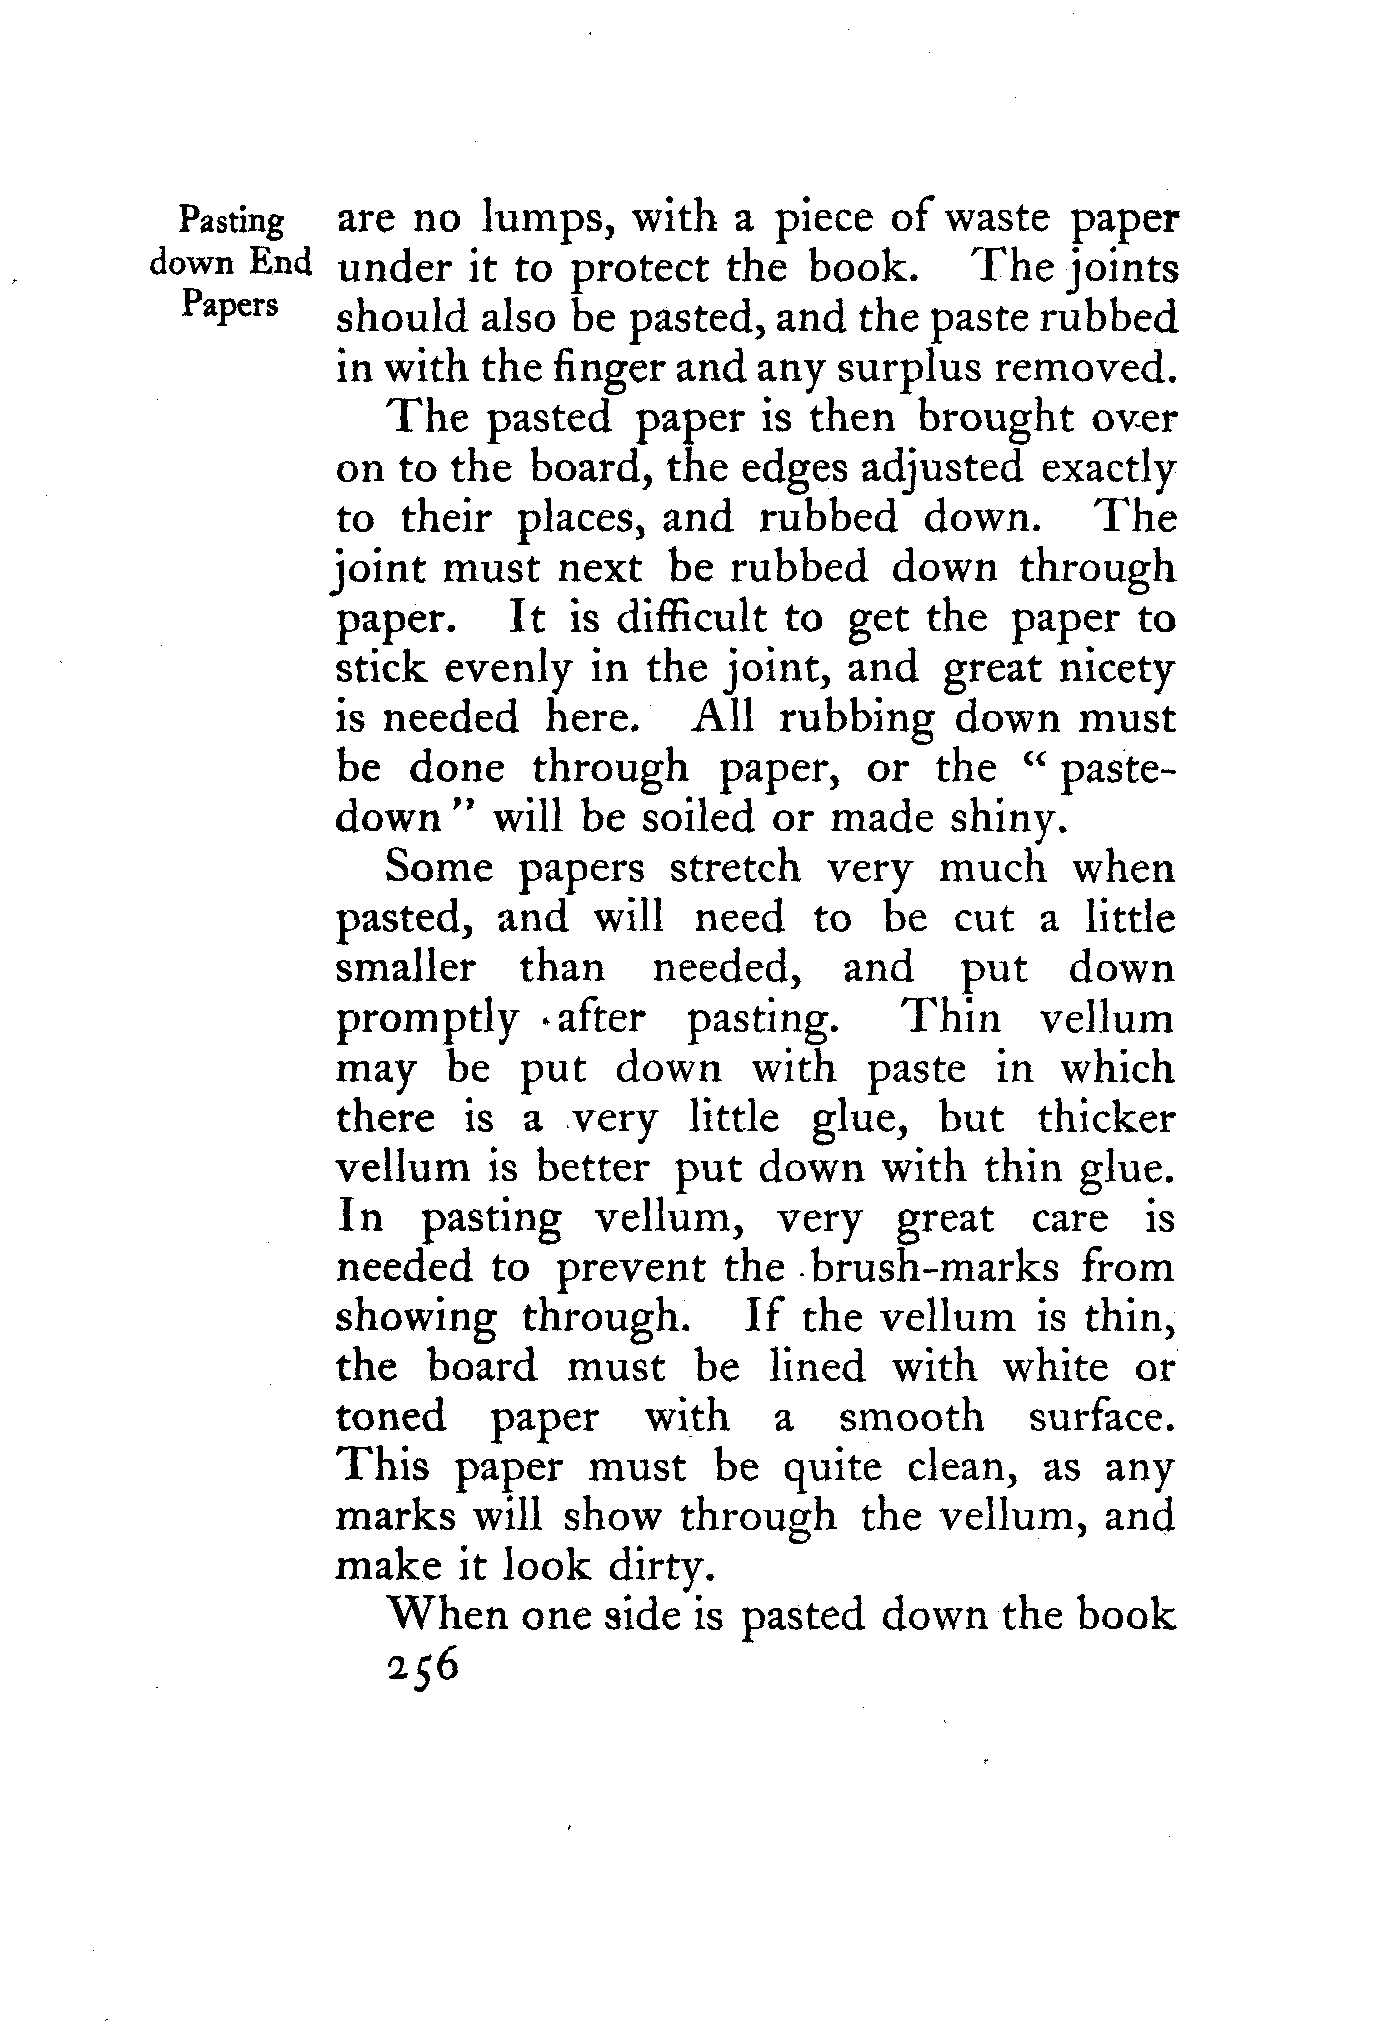 Pasting
down End
Papers
are no lumps, with a piece of waste paper
under it to protect the book. The joints
should also be pasted, and the paste rubbed
in with the finger and any surplus removed.
The pasted paper is then brought over
on to the board, the edges adjusted exactly
to their places, and rubbed down. The
joint must next be rubbed down through
paper. It is difficult to get the paper to
stick evenly in the joint, and great nicety
is needed here. All rubbing down must
be done through paper, or the “ paste-
down ” will be soiled or made shiny.
Some papers stretch very much when
pasted, and will need to be cut a little
smaller than needed, and put down
promptly after pasting. Thin vellum
may be put down with paste in which
there is a very little glue, but thicker
vellum is better put down with thin glue.
In pasting vellum, very great care is
needed to prevent the brush-marks from
showing through. If the vellum is thin,
the board must be lined with white or
toned paper with a smooth surface.
This paper must be quite clean, as any
marks will show through the vellum, and
make it look dirty.
When one side is pasted down the book
256